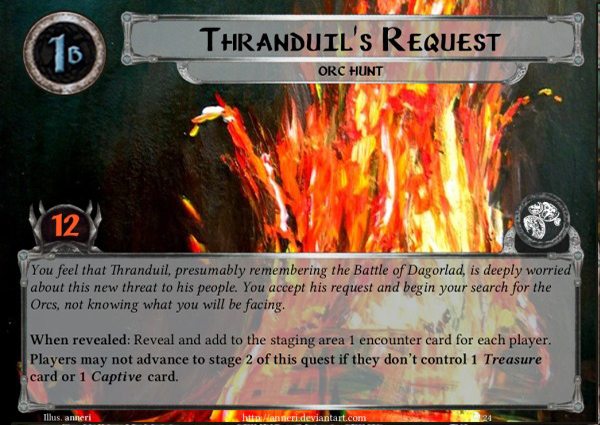 1B
THRANDUIL'S REQUEST
ORC HUNT
12
You feel that Thranduil, presumably remembering the Battle of Dagorlad, is deeply worried
about this new threat to his people. You accept his request and begin your search for the
Orcs, not knowing what you will be facing.
When revealed: Reveal and add to the staging area 1 encounter card for each player.
Players may not advance to stage 2 of this quest if they don't control 1 Treasure
card or 1 Captive card.
Illus. anneri
http://anneri.deviantart.com
24